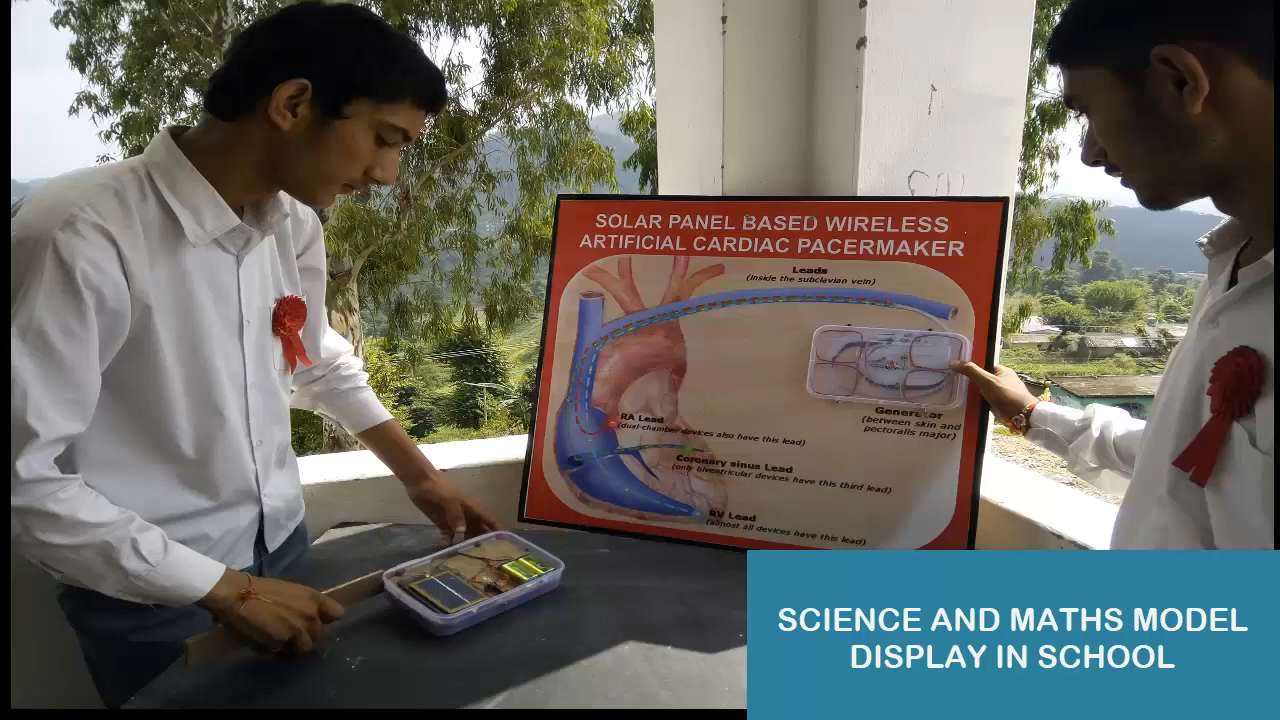 SOLAR PANEL BASED WIRELESS
ARTIFICIAL CARDIAC PACERMAKER
Leads
(inside the subclavian vein)
Generator
(between skin and
pectoralis major)
RA Lead
(dual-chamber devices also have this lead)
Coronary sinus Lead
(only biventricular devices have this third lead)
RV Lead
(almost all devices have this lead)
SCIENCE AND MATHS MODEL
DISPLAY IN SCHOOL